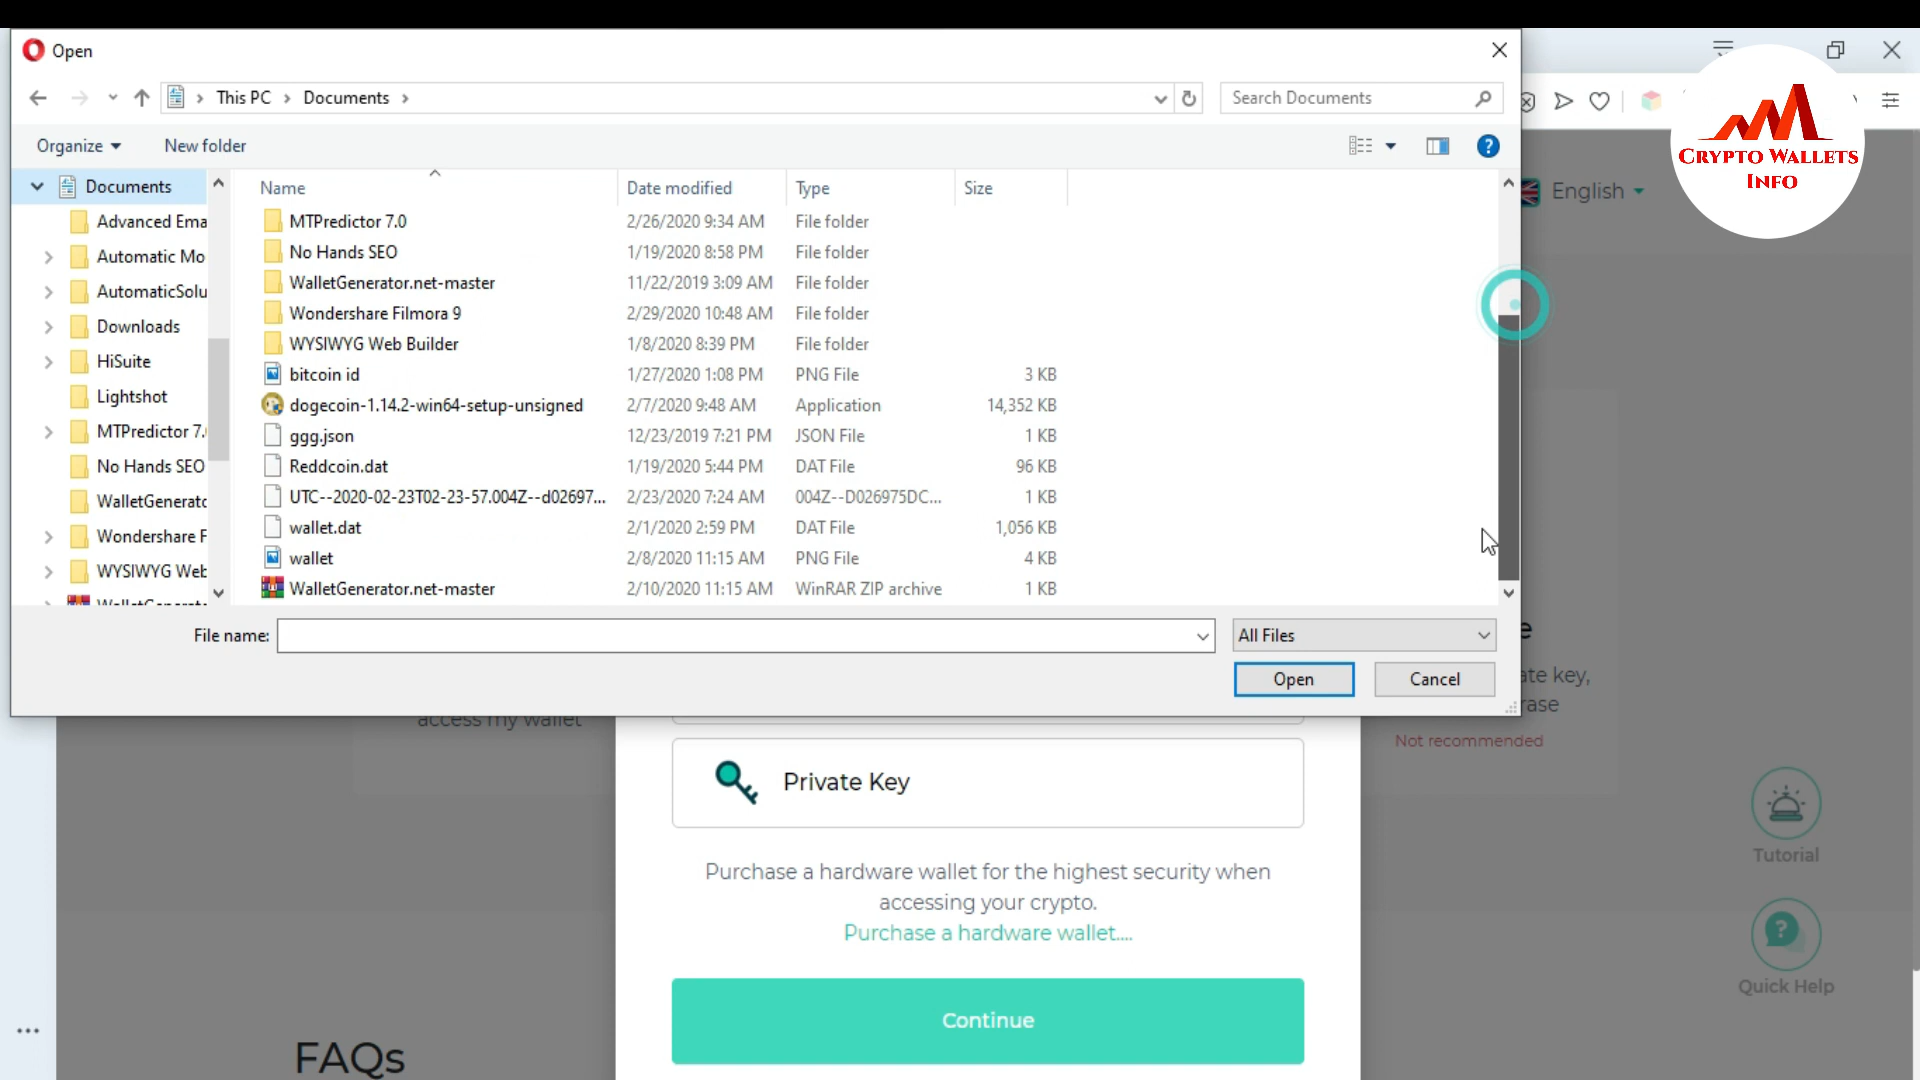 Open
This PC > Documents >
Search Documents
Organize
New folder
CRYPTO WALLETS
INFO
English
Documents
Advanced Ema
Automatic Mo
AutomaticSolu
Downloads
HiSuite
Lightshot
MTPredictor 7.
No Hands SEO
WalletGenerato
Wondershare F
WYSIWYG Web
Name Date modified Type Size
MTPredictor 7.0 2/26/2020 9:34 AM File folder
No Hands SEO 1/19/2020 8:58 PM File folder
WalletGenerator.net-master 11/22/2019 3:09 AM File folder
Wondershare Filmora 9 2/29/2020 10:48 AM File folder
WYSIWYG Web Builder 1/8/2020 8:39 PM File folder
bitcoin id 1/27/2020 1:08 PM PNG File 3 KB
dogecoin-1.14.2-win64-setup-unsigned 2/7/2020 9:48 AM Application 14,352 KB
ggg.json 12/23/2019 7:21 PM JSON File 1 KB
Reddcoin.dat 1/19/2020 5:44 PM DAT File 96 KB
UTC--2020-02-23T02-23-57.004Z--d02697... 2/23/2020 7:24 AM 004Z--D026975DC... 1 KB
wallet.dat 2/1/2020 2:59 PM DAT File 1,056 KB
wallet 2/8/2020 11:15 AM PNG File 4 KB
WalletGenerator.net-master 2/10/2020 11:15 AM WinRAR ZIP archive 1 KB
File name:
All Files
Open
Cancel
access my wallet
ate key,
rase
Not recommended
Private Key
Purchase a hardware wallet for the highest security when
accessing your crypto.
Purchase a hardware wallet....
Continue
Tutorial
Quick Help
FAQs